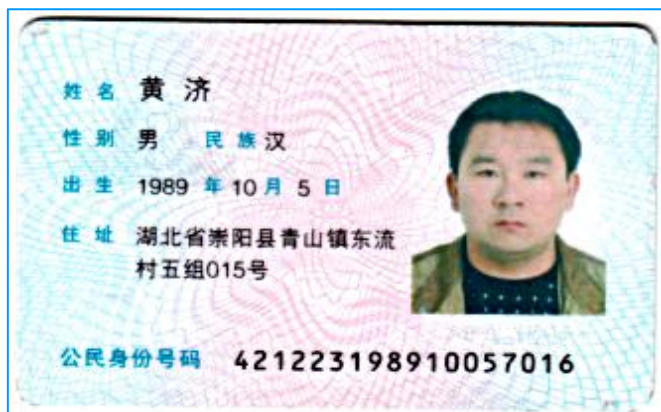 姓名 黄济
性别 男 民族 汉
出生 1989 年 10 月 5 日
住址 湖北省崇阳县青山镇东流
村五组015号
公民身份号码 421223198910057016